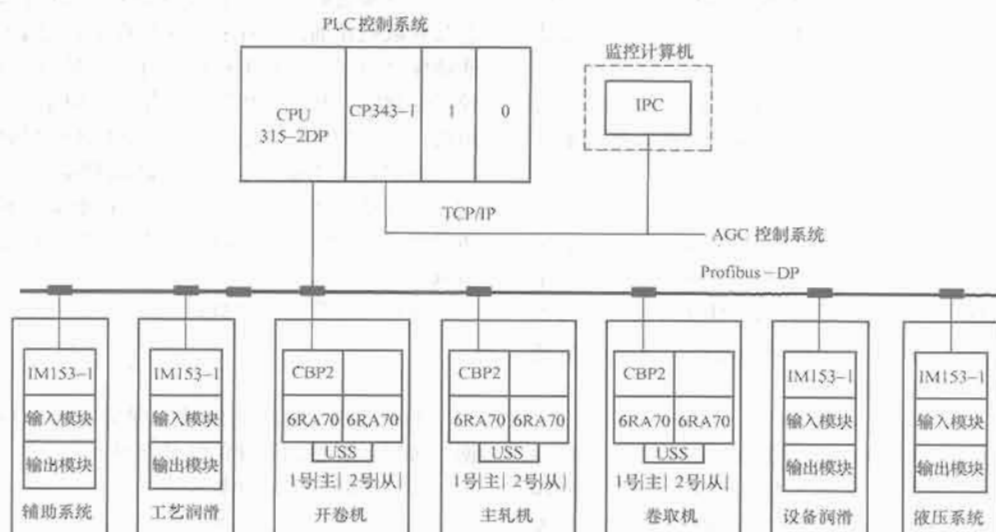 PLC控制系统
监控计算机
CPU
315-2DP
CP343-1
1
0
IPC
TCP/IP
AGC 控制系统
Profibus-DP
IM153-1
输入模块
输出模块
辅助系统
IM153-1
输入模块
输出模块
工艺润滑
CBP2
6RA70 6RA70
USS
1号|主| 2号|从|
开卷机
CBP2
6RA70 6RA70
USS
1号|主| 2号|从|
主轧机
CBP2
6RA70 6RA70
USS
1号|主| 2号|从|
卷取机
IM153-1
输入模块
输出模块
设备润滑
IM153-1
输入模块
输出模块
液压系统